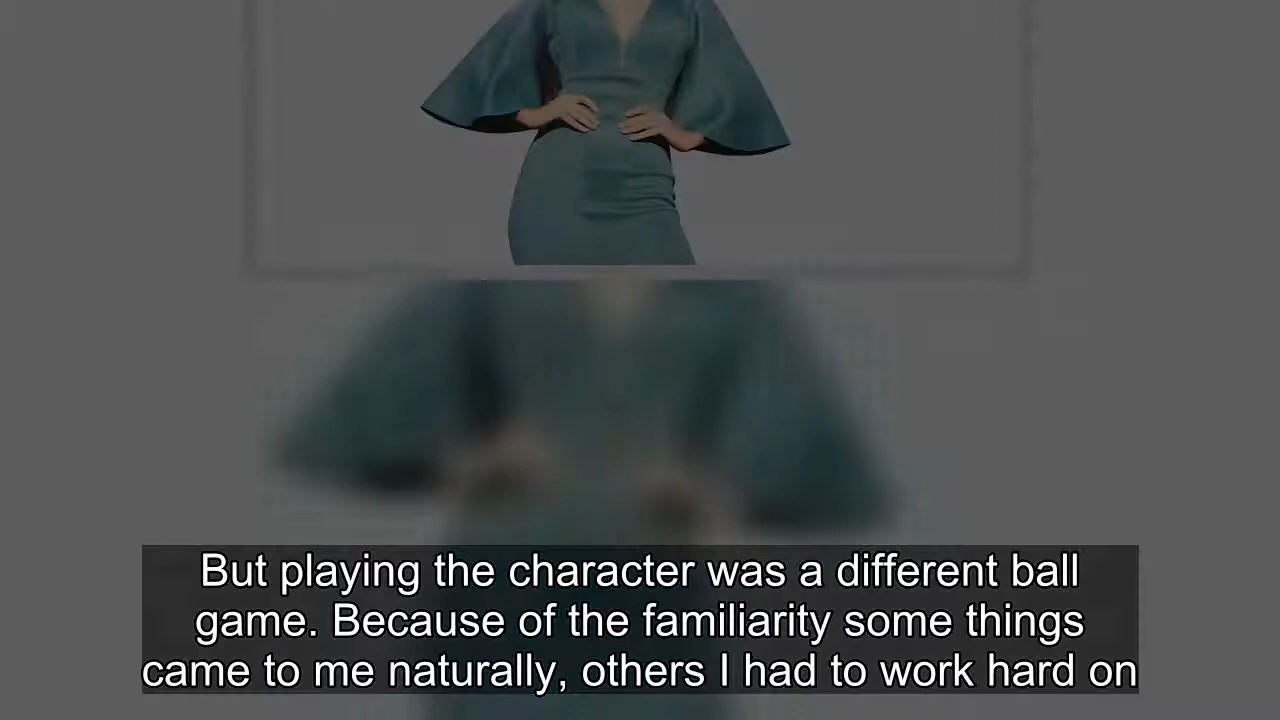 But playing the character was a different ball
game. Because of the familiarity some things
came to me naturally, others I had to work hard on